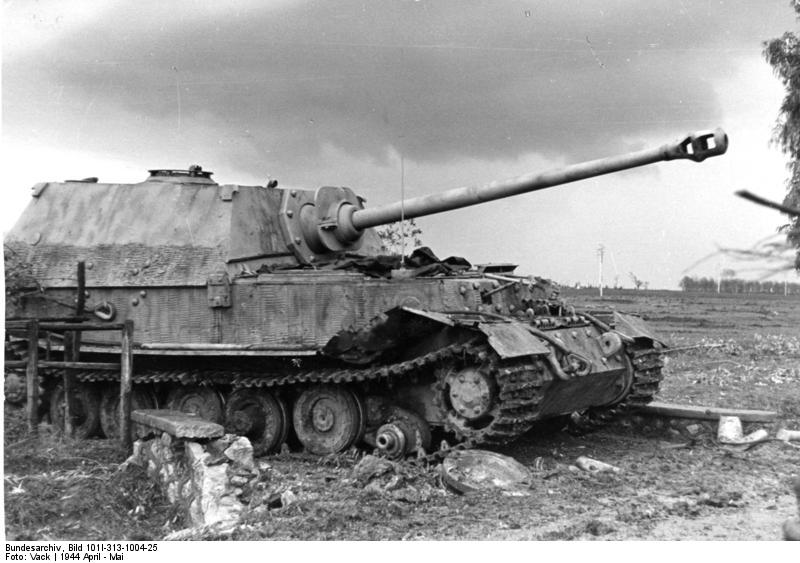 Bundesarchiv, Bild 101I-313-1004-25
Foto: Vack | 1944 April - Mai